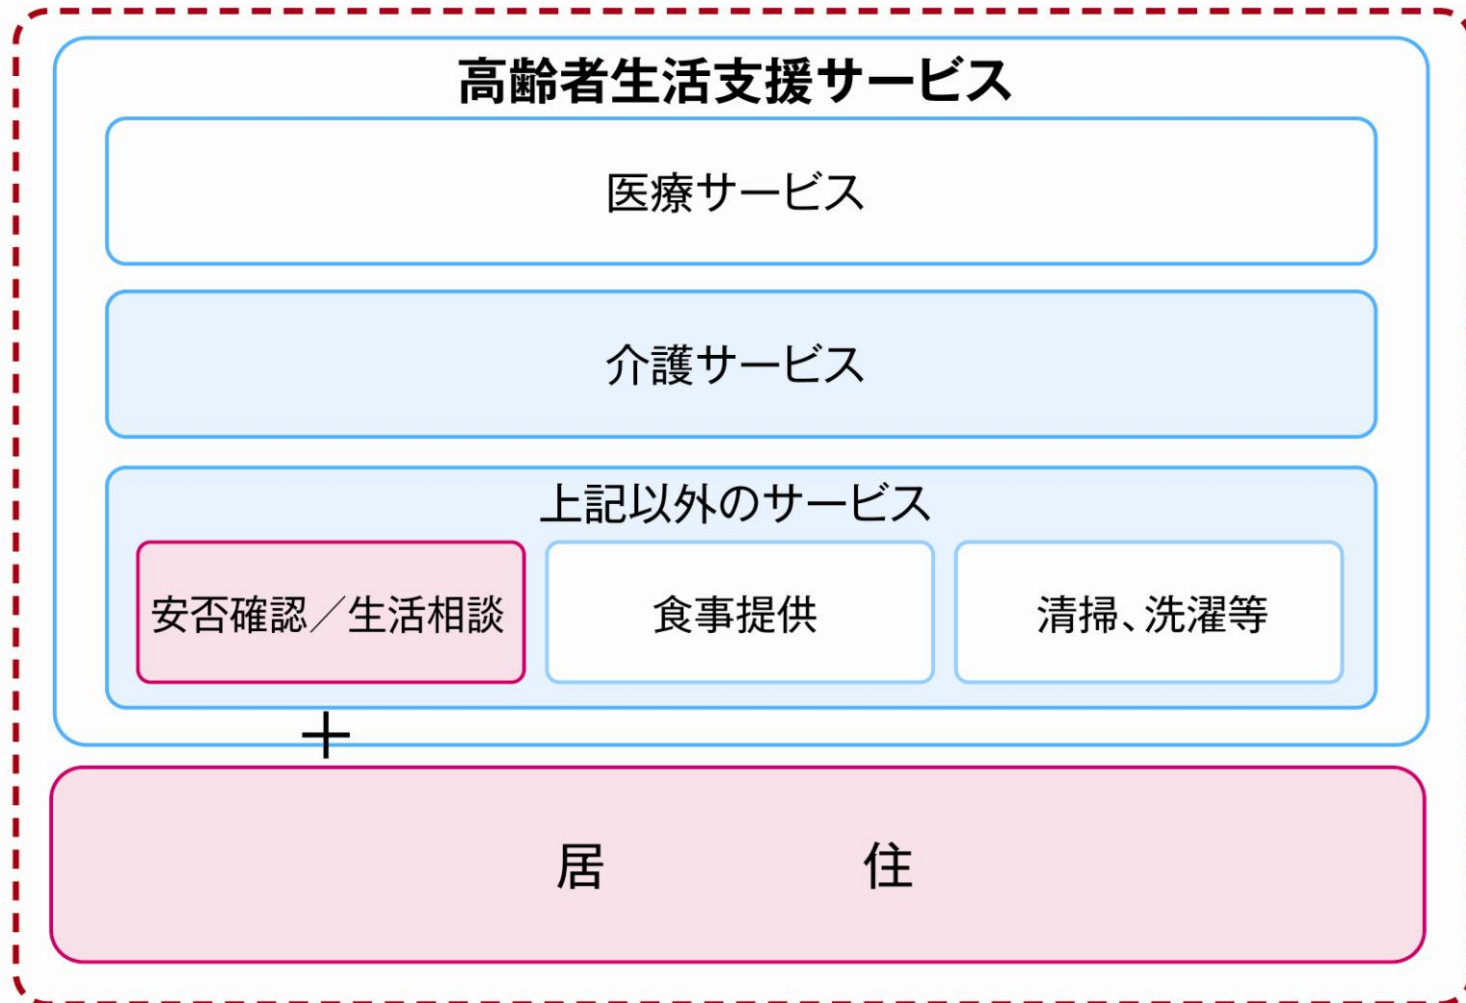 高齢者生活支援サービス
医療サービス
介護サービス
上記以外のサービス
安否確認／生活相談
食事提供
清掃、洗濯等
＋
居　住